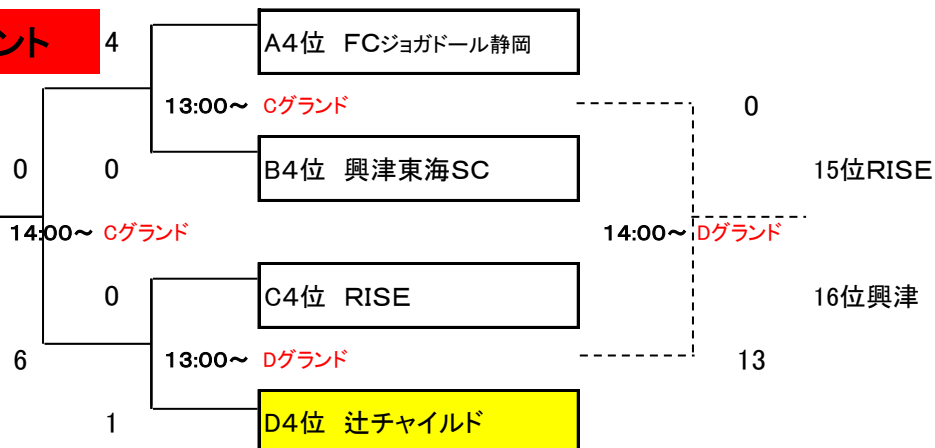 ント
4
A4位 FCジョガドール静岡
13:00～ Cグランド
0
0
0
B4位 興津東海SC
15位RISE
14:00～ Cグランド
14:00～ Dグランド
0
C4位 RISE
16位興津
6
13:00～ Dグランド
13
1
D4位 辻チャイルド